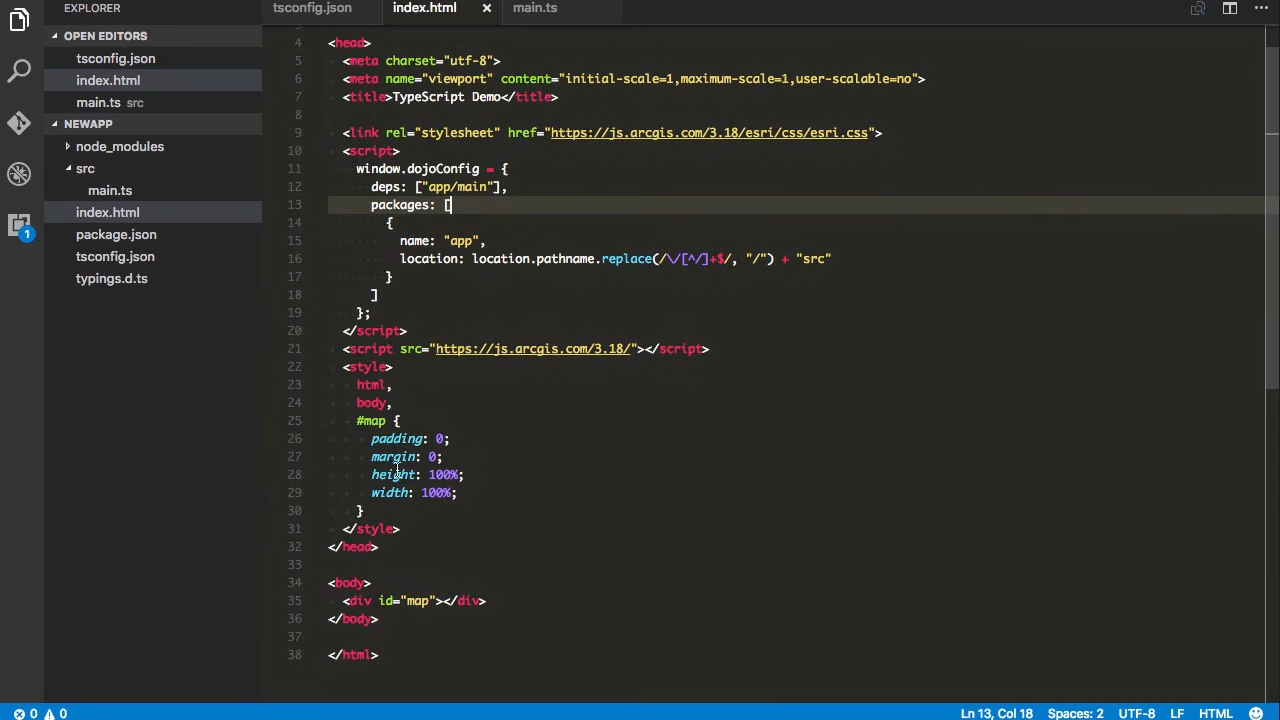 EXPLORER
tsconfig.json index.html × main.ts
OPEN EDITORS
tsconfig.json
index.html
main.ts src
NEWAPP
node_modules
src
main.ts
index.html
package.json
tsconfig.json
typings.d.ts
1
4 <head>
5 <meta charset="utf-8">
6 <meta name="viewport" content="initial-scale=1,maximum-scale=1,user-scalable=no">
7 <title>TypeScript Demo</title>
8
9 <link rel="stylesheet" href="https://js.arcgis.com/3.18/esri/css/esri.css">
10 <script>
11 window.dojoConfig = {
12 deps: ["app/main"],
13 packages: [
14 {
15 name: "app",
16 location: location.pathname.replace(/\/[^/]+$/, "/") + "src"
17 }
18 ]
19 };
20 </script>
21 <script src="https://js.arcgis.com/3.18/"></script>
22 <style>
23 html,
24 body,
25 #map {
26 padding: 0;
27 margin: 0;
28 height: 100%;
29 width: 100%;
30 }
31 </style>
32 </head>
33
34 <body>
35 <div id="map"></div>
36 </body>
37
38 </html>
0 0 Ln 13, Col 18 Spaces: 2 UTF-8 LF HTML